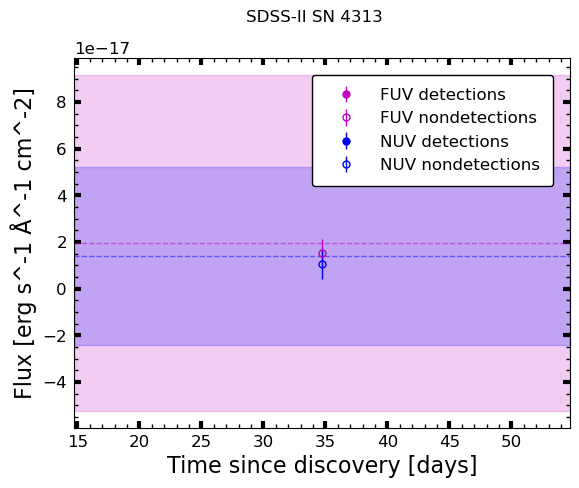 SDSS-II SN 4313
1e−17
FUV detections
FUV nondetections
NUV detections
NUV nondetections
8
6
4
2
0
−2
−4
Flux [erg s^-1 Å^-1 cm^-2]
15 20 25 30 35 40 45 50
Time since discovery [days]